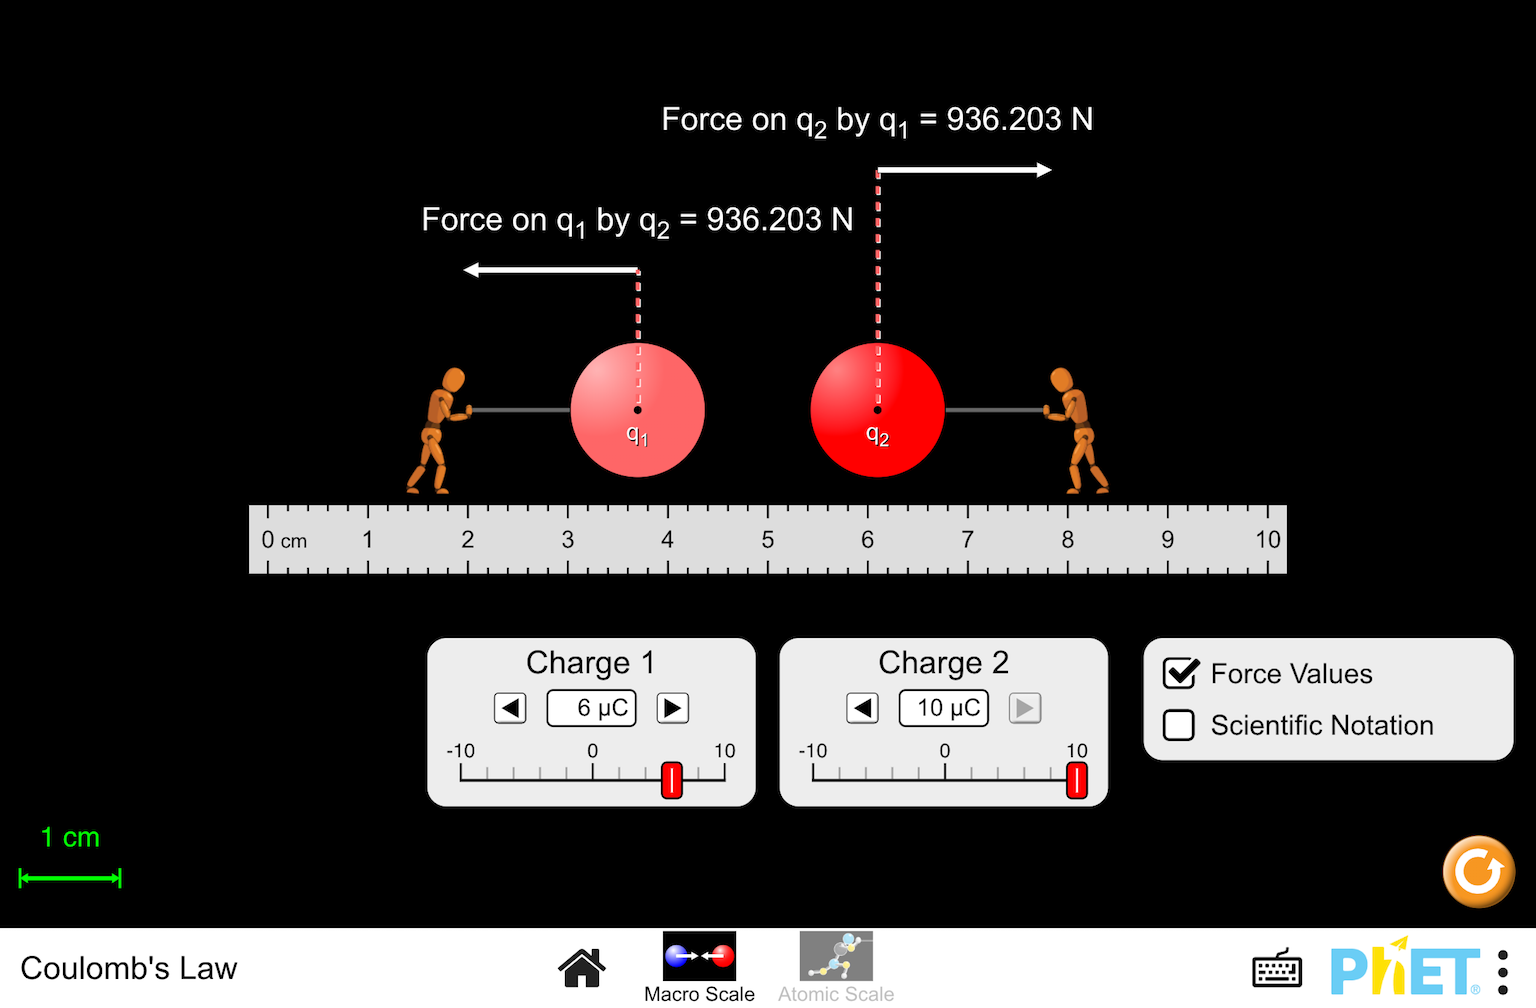 Force on q₂ by q₁ = 936.203 N
Force on q₁ by q₂ = 936.203 N
q₁
q₂
0 cm 1 2 3 4 5 6 7 8 9 10
Charge 1
6 µC
-10 0 10
Charge 2
10 µC
-10 0 10
Force Values
Scientific Notation
1 cm
Coulomb's Law
Macro Scale
Atomic Scale
PhET®